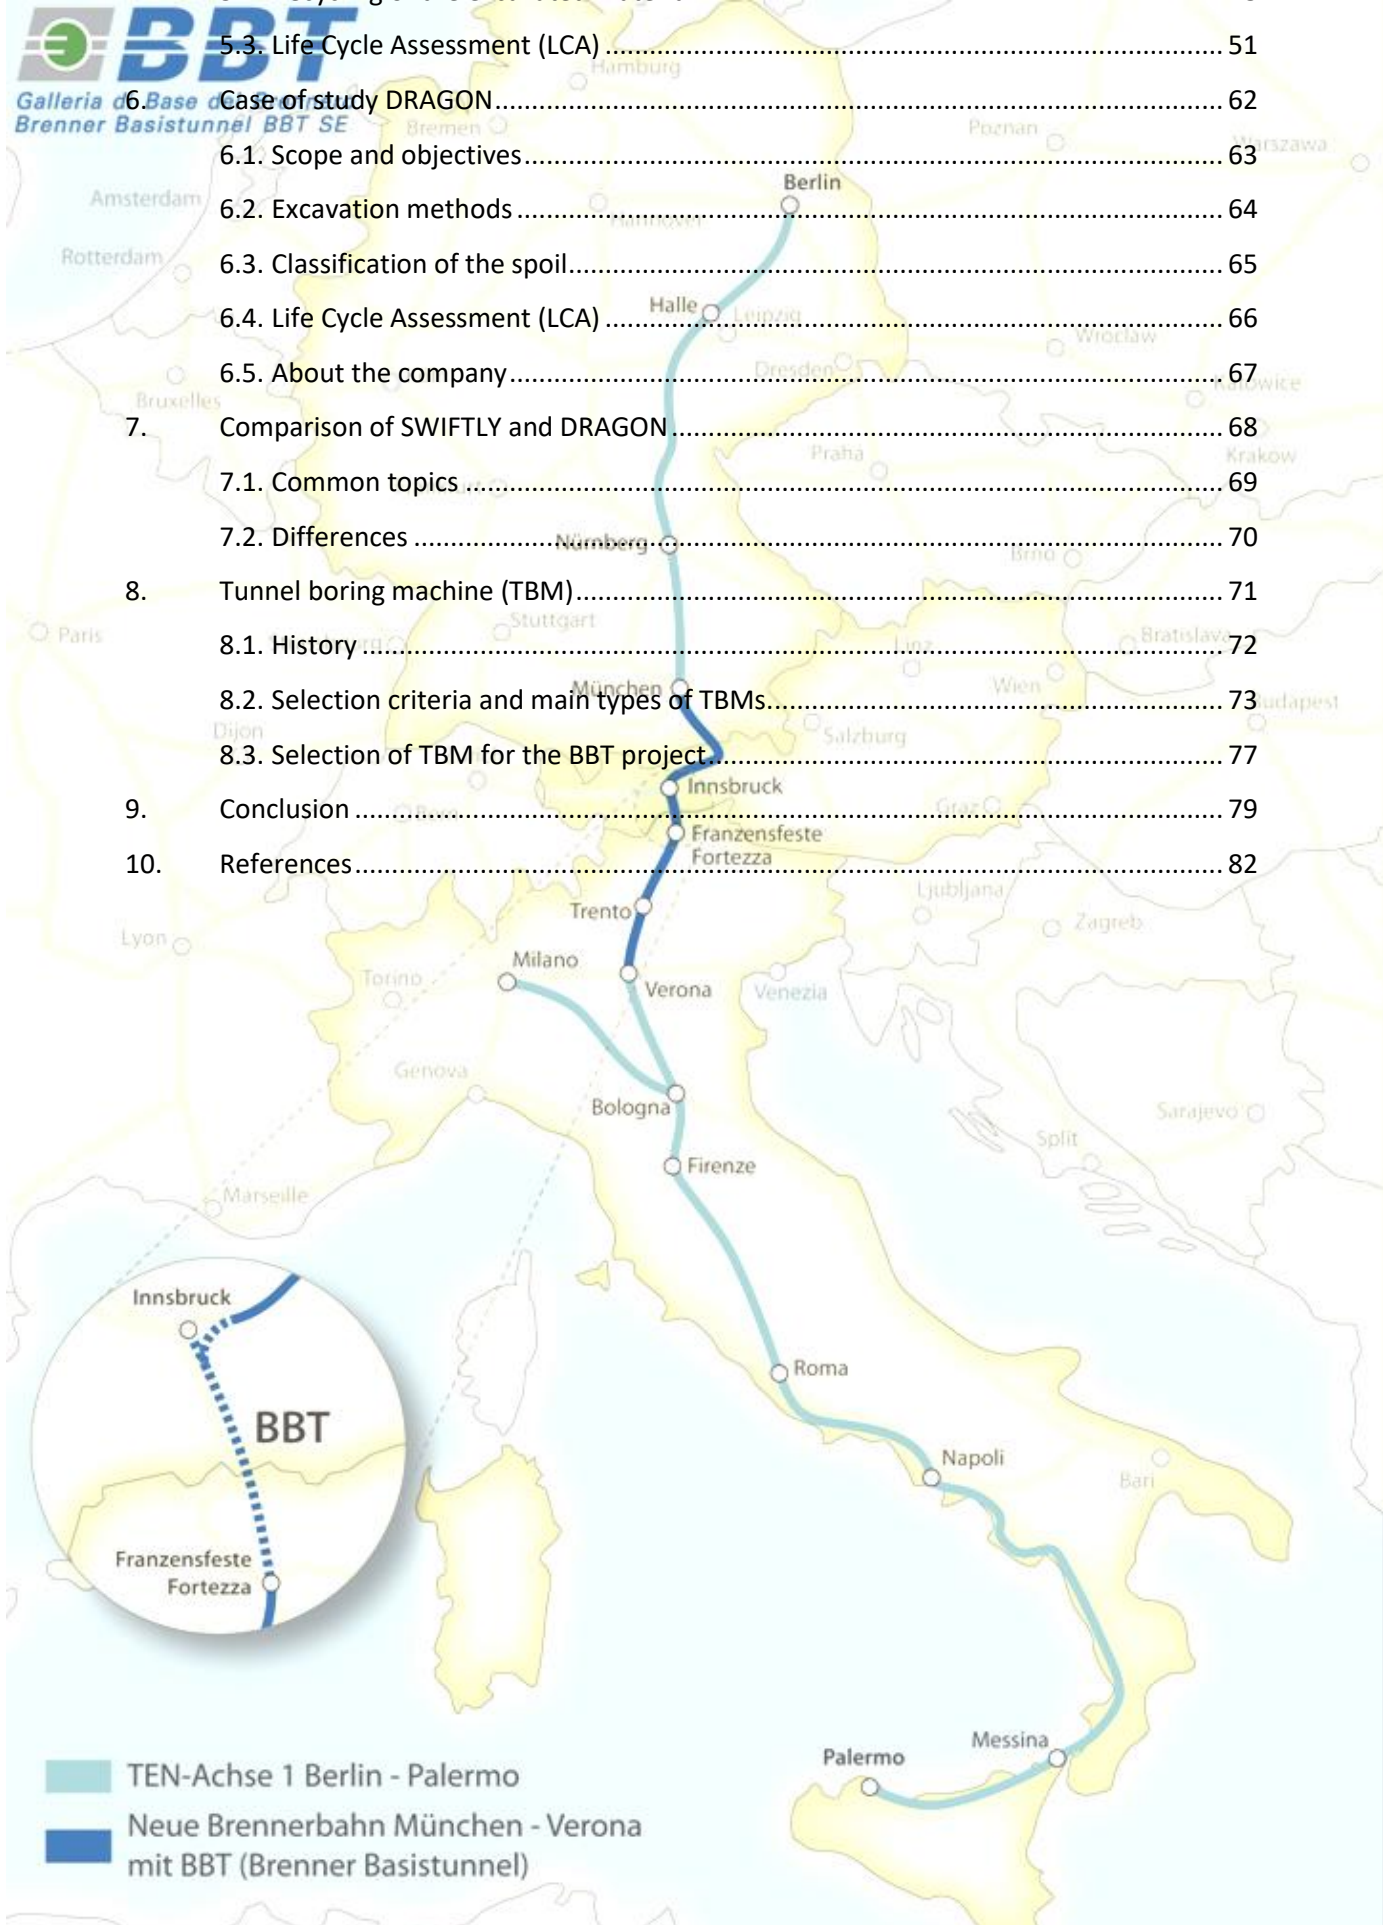 5.3. Life Cycle Assessment (LCA) 51
Hamburg
Galleria di Base del Brennero
6. Case of study DRAGON 62
Brenner Basistunnel BBT SE
BBT
Bremen
Poznan
Warszawa
6.1. Scope and objectives 63
Amsterdam
Berlin
6.2. Excavation methods 64
Hannover
Rotterdam
6.3. Classification of the spoil 65
Halle
Leipzig
6.4. Life Cycle Assessment (LCA) 66
Wroclaw
Dresden
6.5. About the company 67
Katowice
Bruxelles
7. Comparison of SWIFTLY and DRAGON 68
Praha
Krakow
7.1. Common topics 69
7.2. Differences 70
Nürnberg
Brno
8. Tunnel boring machine (TBM) 71
Stuttgart
Paris
Bratislava
8.1. History 72
Linz
München
Wien
8.2. Selection criteria and main types of TBMs 73
Budapest
Dijon
Salzburg
8.3. Selection of TBM for the BBT project 77
Innsbruck
9. Conclusion 79
Bern
Graz
Franzensfeste
Fortezza
10. References 82
Ljubljana
Trento
Zagreb
Lyon
Milano
Torino
Verona
Venezia
Genova
Bologna
Sarajevo
Split
Firenze
Marseille
Innsbruck
Roma
BBT
Napoli
Bari
Franzensfeste
Fortezza
Messina
Palermo
TEN-Achse 1 Berlin - Palermo
Neue Brennerbahn München - Verona
mit BBT (Brenner Basistunnel)